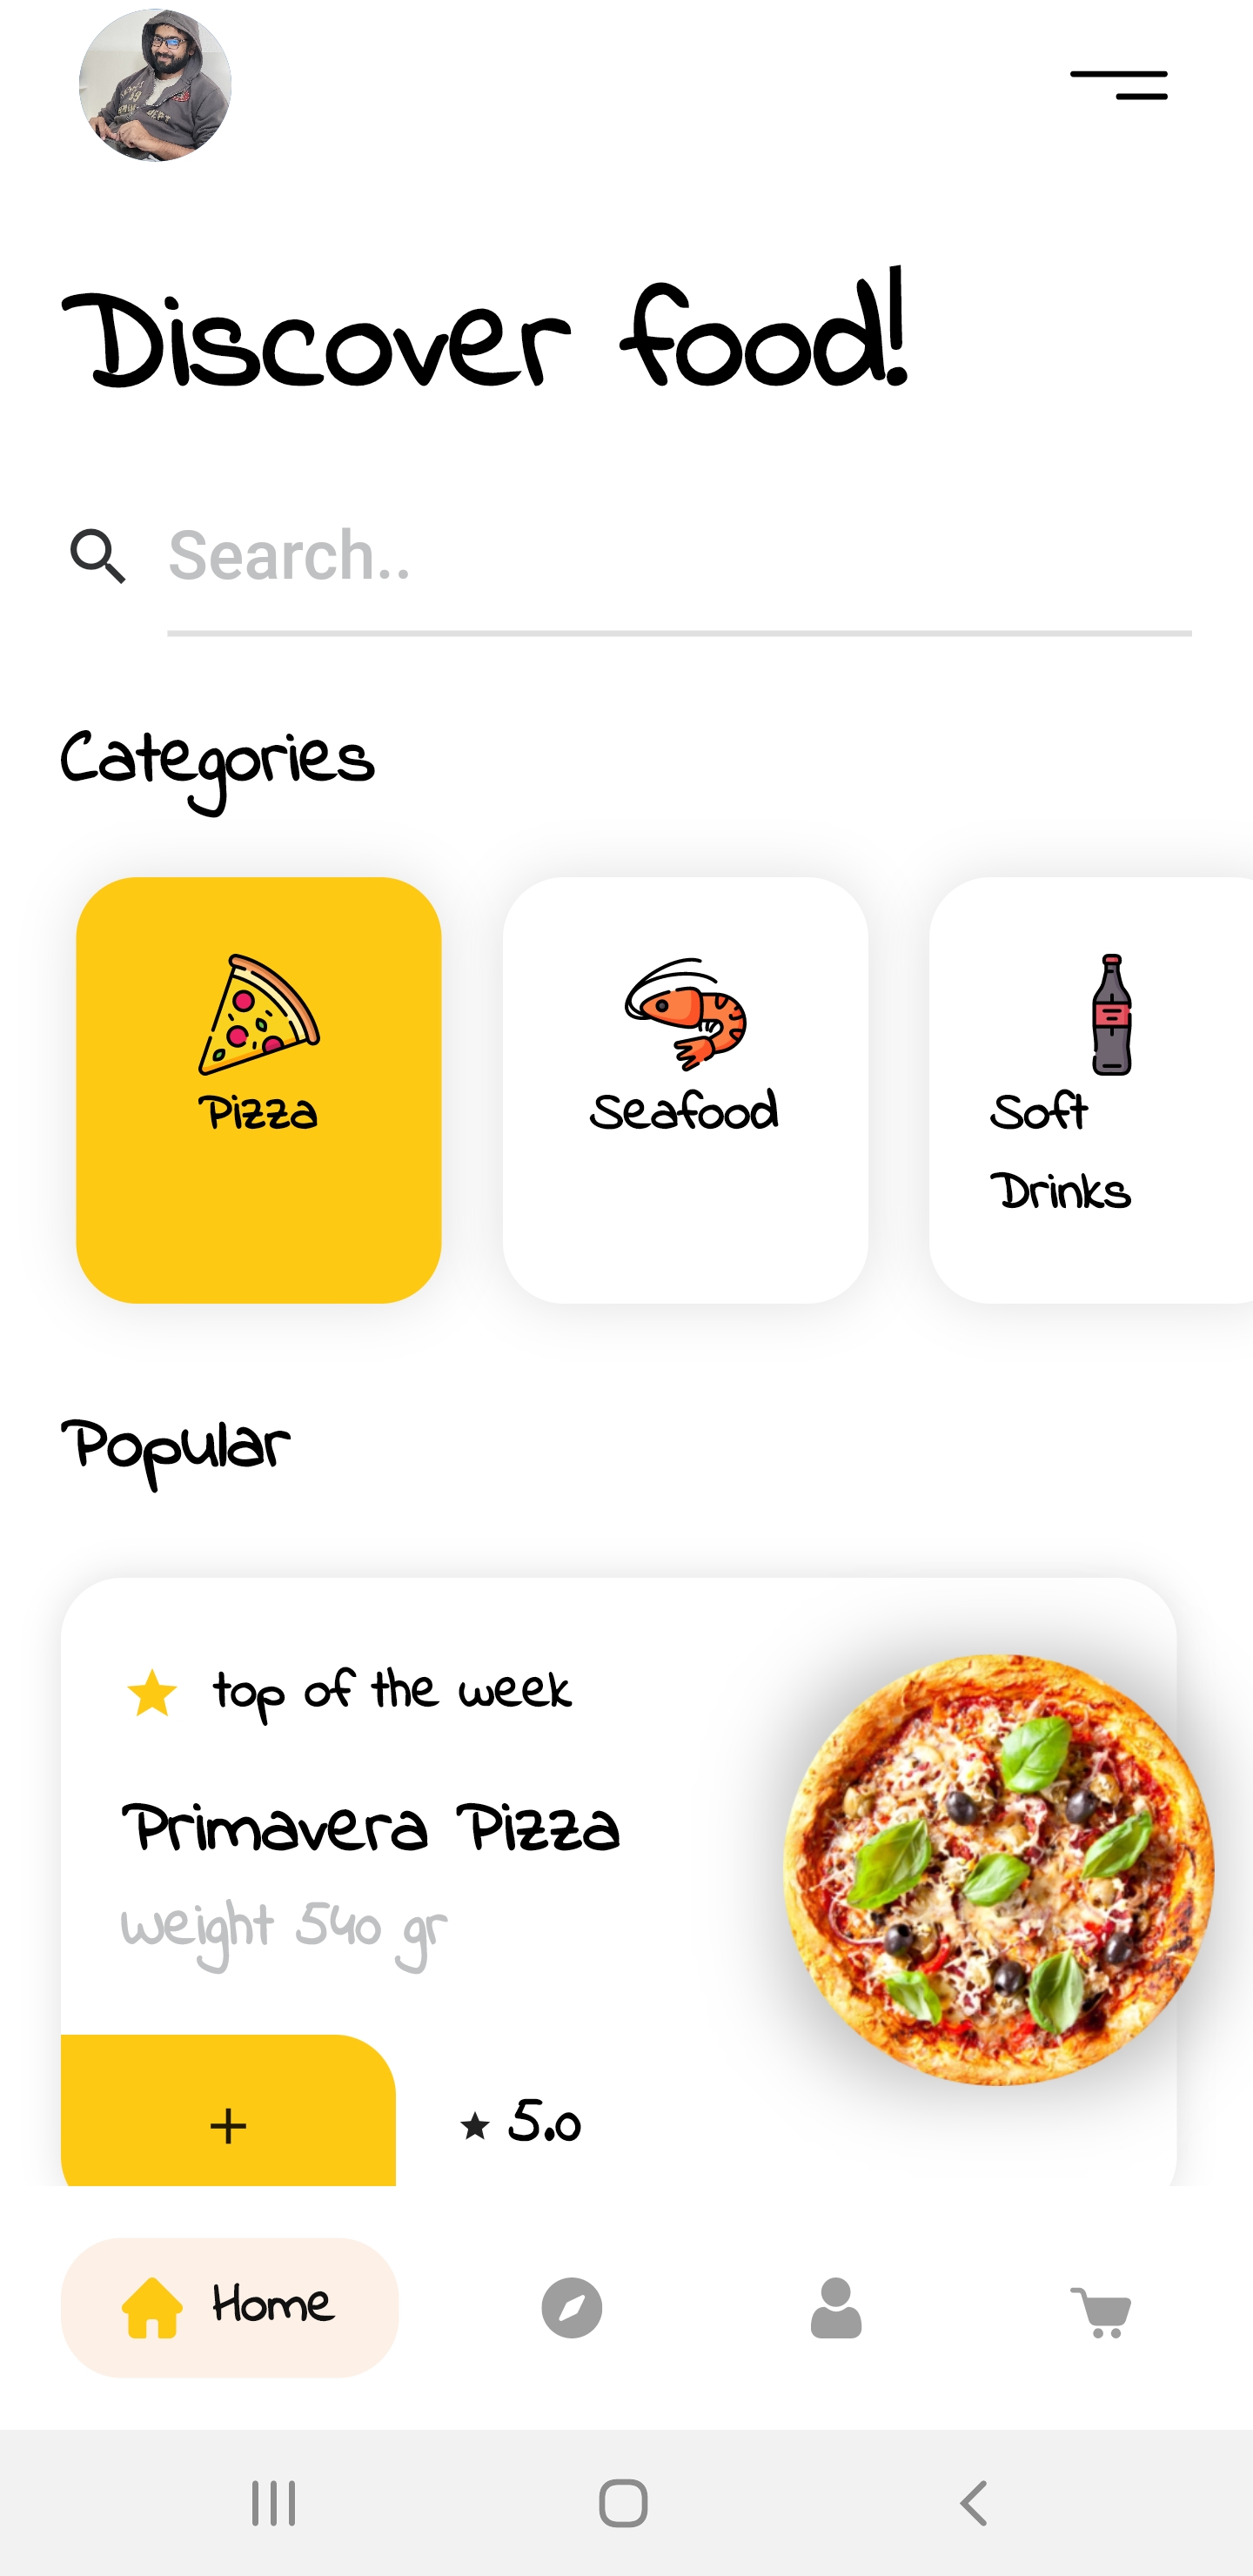 Discover food!
Search..
Categories
Pizza
Seafood
Soft
Drinks
Popular
top of the week
Primavera Pizza
weight 540 gr
+
5.0
Home